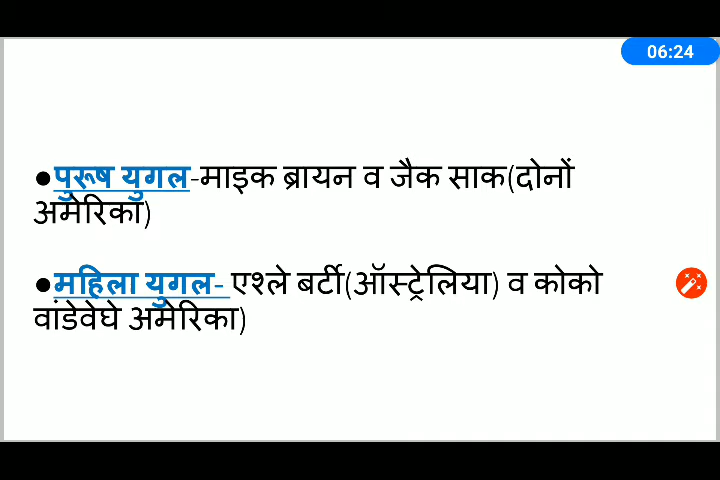 06:24
●पुरूष युगल-माइक ब्रायन व जैक साक(दोनों
अमेरिका)
●महिला युगल- एश्ले बर्टी(ऑस्ट्रेलिया) व कोको
वांडेवेघे अमेरिका)